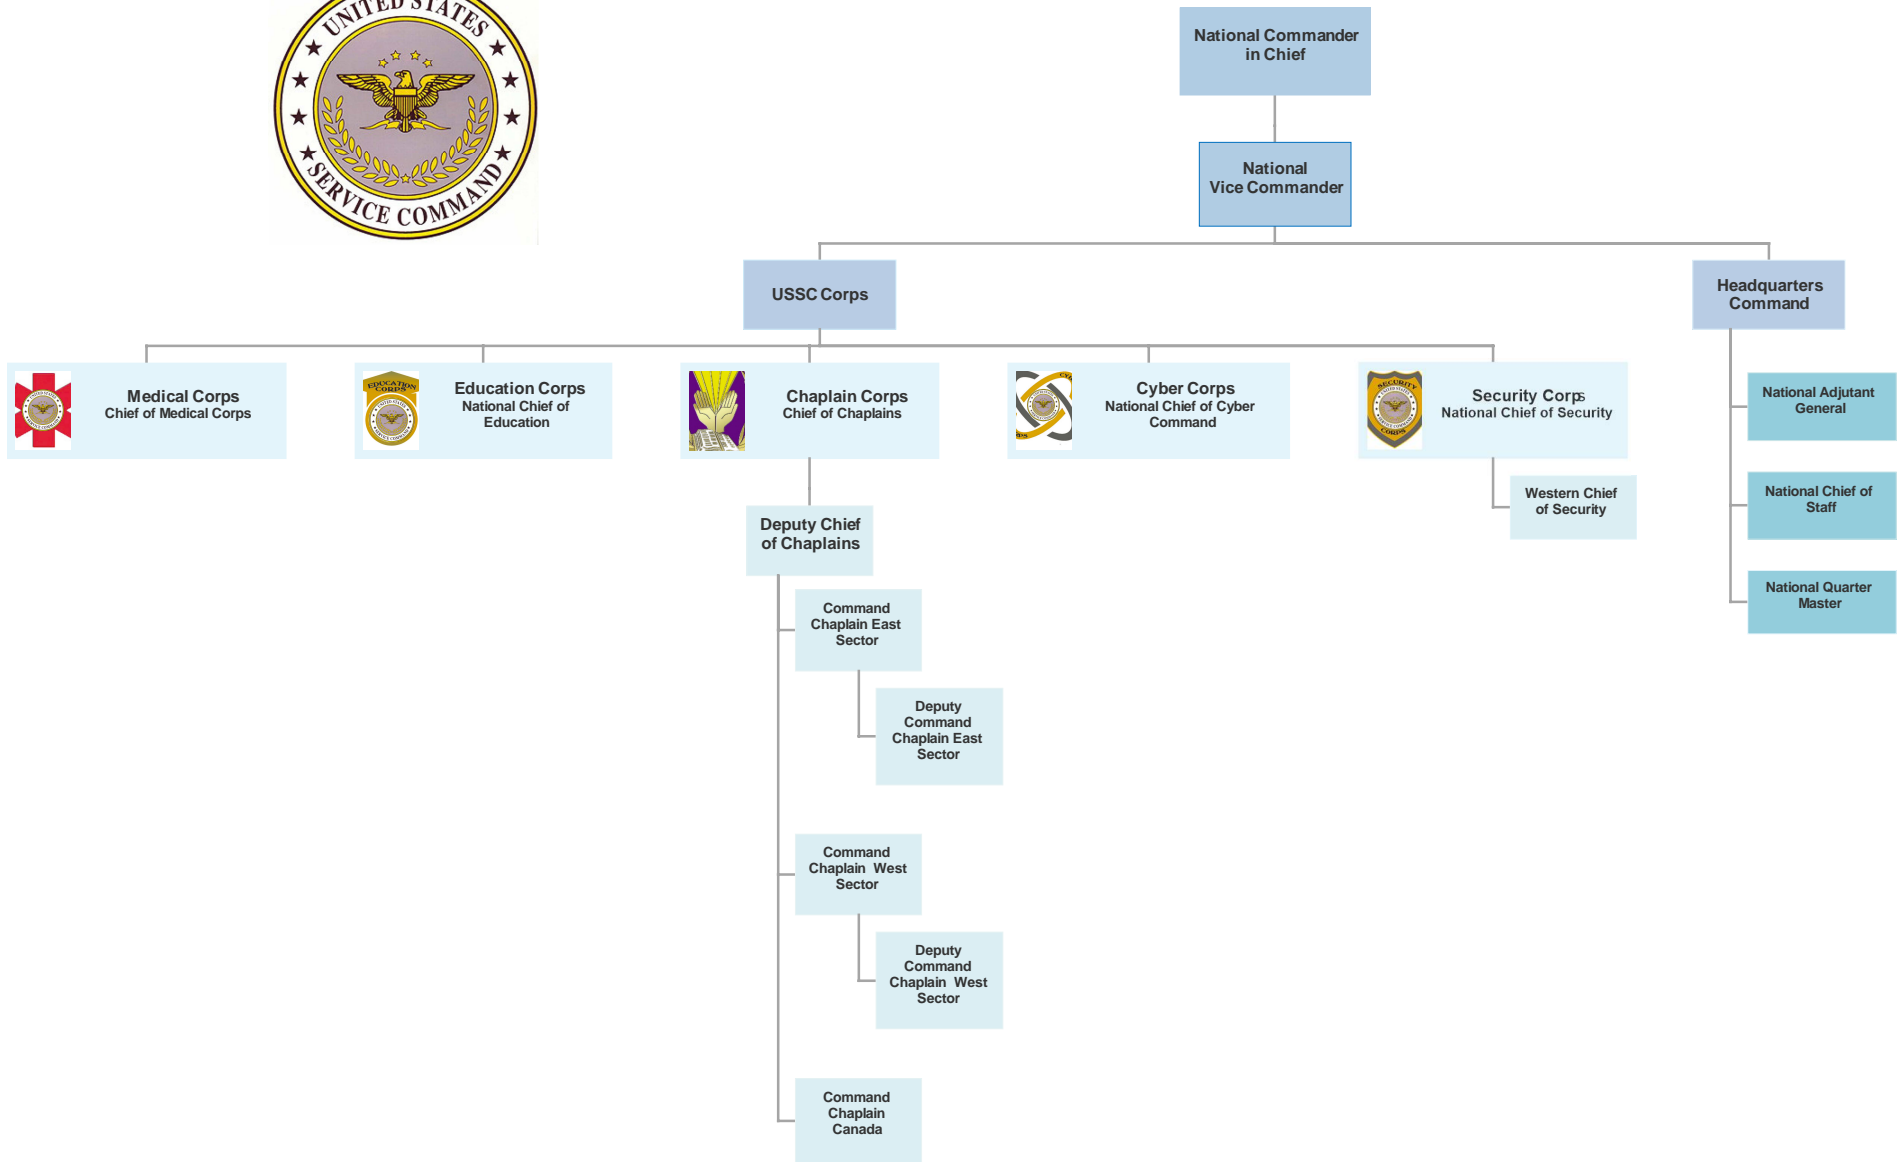 UNITED STATES
SERVICE COMMAND
National Commander
in Chief
National
Vice Commander
USSC Corps
Headquarters
Command
Medical Corps
Chief of Medical Corps
EDUCATION
CORPS
Education Corps
National Chief of
Education
Chaplain Corps
Chief of Chaplains
Cyber Corps
National Chief of Cyber
Command
SECURITY
CORPS
Security Corps
National Chief of Security
National Adjutant
General
National Chief of
Staff
National Quarter
Master
Western Chief
of Security
Deputy Chief
of Chaplains
Command
Chaplain East
Sector
Deputy
Command
Chaplain East
Sector
Command
Chaplain West
Sector
Deputy
Command
Chaplain West
Sector
Command
Chaplain
Canada